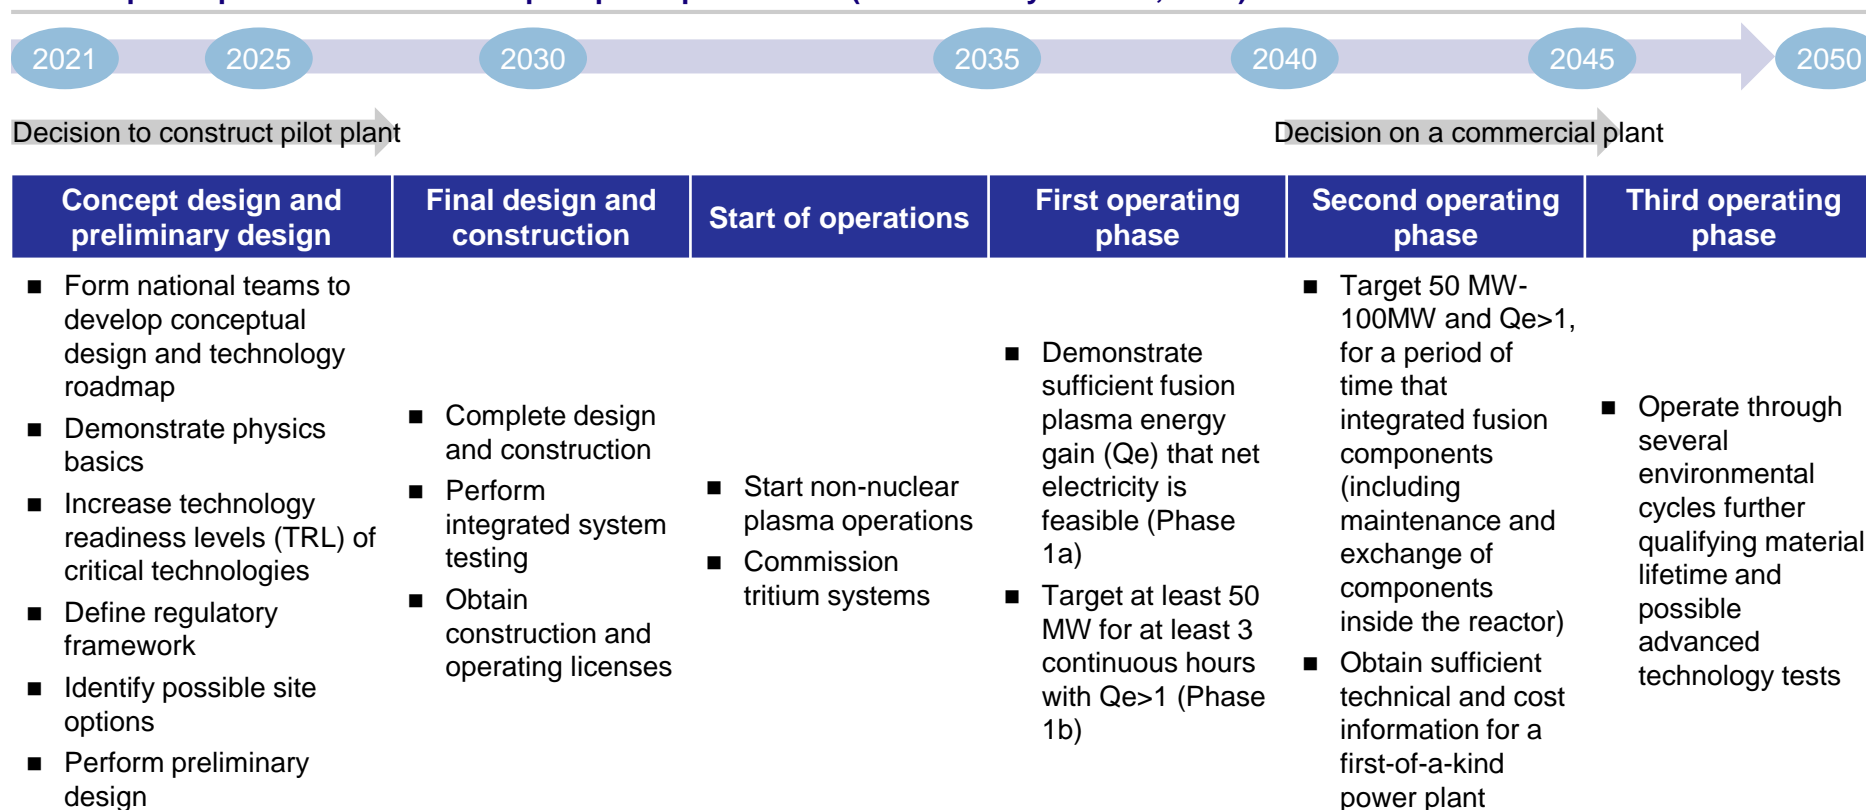 2021 2025 2030 2035 2040 2045 2050
Decision to construct pilot plant
Decision on a commercial plant
Concept design and
preliminary design
■ Form national teams to
develop conceptual
design and technology
roadmap
■ Demonstrate physics
basics
■ Increase technology
readiness levels (TRL) of
critical technologies
■ Define regulatory
framework
■ Identify possible site
options
■ Perform preliminary
design
Final design and
construction
■ Complete design
and construction
■ Perform
integrated system
testing
■ Obtain
construction and
operating licenses
Start of operations
■ Start non-nuclear
plasma operations
■ Commission
tritium systems
First operating
phase
■ Demonstrate
sufficient fusion
plasma energy
gain (Qe) that net
electricity is
feasible (Phase
1a)
■ Target at least 50
MW for at least 3
continuous hours
with Qe>1 (Phase
1b)
Second operating
phase
■ Target 50 MW-
100MW and Qe>1,
for a period of
time that
integrated fusion
components
(including
maintenance and
exchange of
components
inside the reactor)
■ Obtain sufficient
technical and cost
information for a
first-of-a-kind
power plant
Third operating
phase
■ Operate through
several
environmental
cycles further
qualifying material
lifetime and
possible
advanced
technology tests